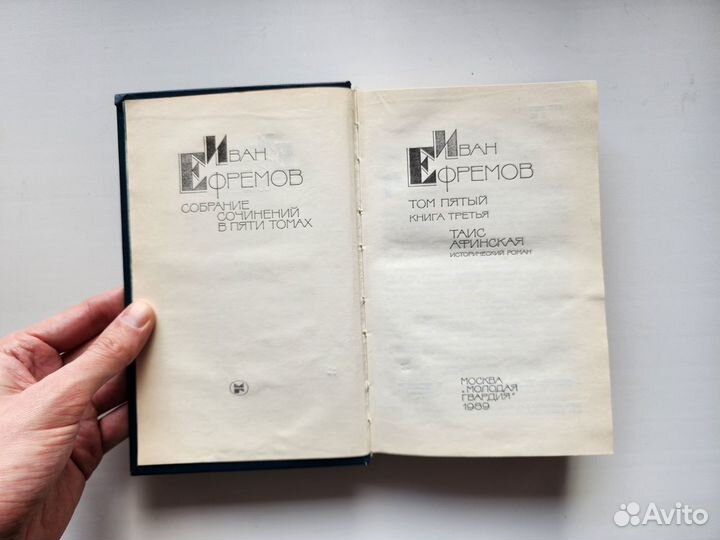 Иван
Ефремов
Собрание
сочинений
в пяти томах
Иван
Ефремов
Том пятый
книга третья
Таис
Афинская
исторический роман
Москва
"Молодая
гвардия"
1989
Avito